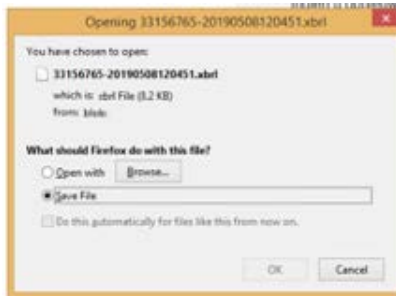 Opening 33156765-20190508120451.xbrl
You have chosen to open:
33156765-20190508120451.xbrl
which is: xbrl File (8.2 KB)
from: blob:
What should Firefox do with this file?
Open with Browse...
Save File
Do this automatically for files like this from now on.
OK Cancel